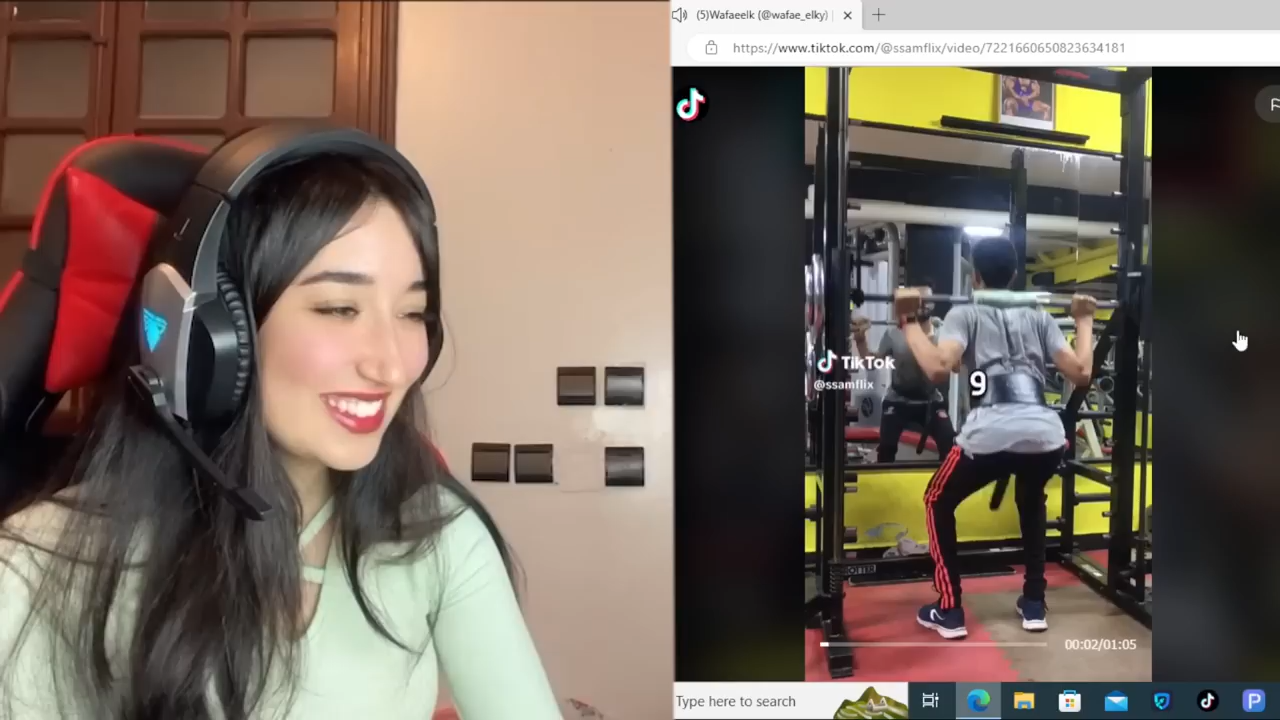 (5)Wafaeelk (@wafae_elky) |
https://www.tiktok.com/@ssamflix/video/7221660650823634181
TikTok
@ssamflix
9
00:02/01:05
Type here to search